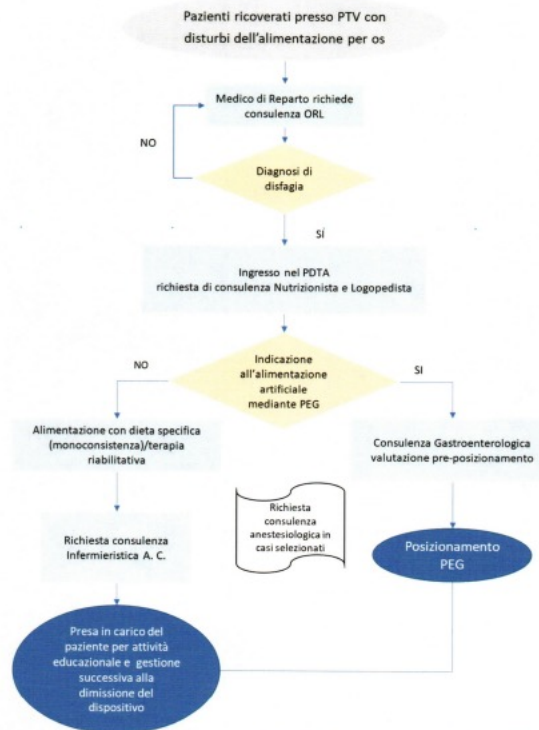 Pazienti ricoverati presso PTV con
disturbi dell'alimentazione per os
Medico di Reparto richiede
consulenza ORL
NO
Diagnosi di
disfagia
SÍ
Ingresso nel PDTA
richiesta di consulenza Nutrizionista e Logopedista
NO
Indicazione
all'alimentazione
artificiale
mediante PEG
SI
Alimentazione con dieta specifica
(monoconsistenza)/terapia
riabilitativa
Consulenza Gastroenterologica
valutazione pre-posizionamento
Richiesta
consulenza
anestesiologica in
casi selezionati
Richiesta consulenza
Infermieristica A. C.
Posizionamento
PEG
Presa in carico del
paziente per attività
educazionale e gestione
successiva alla
dimissione del
dispositivo